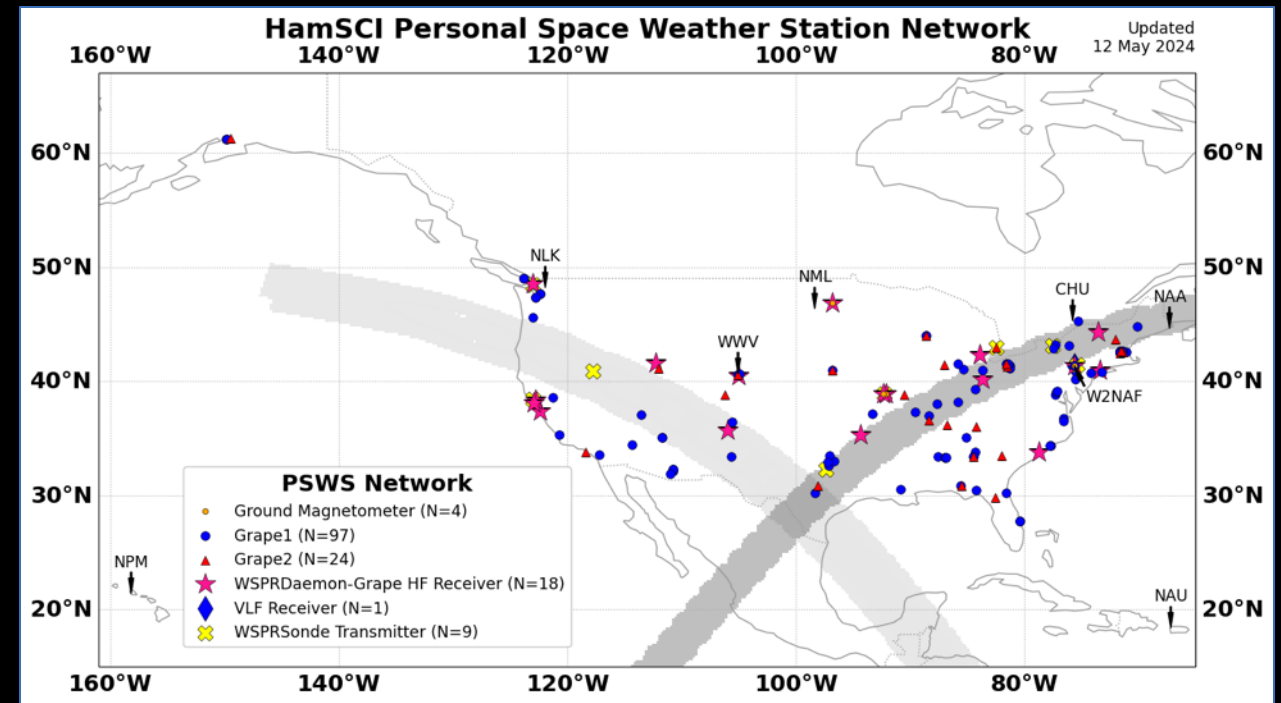 HamSCI Personal Space Weather Station Network
Updated
12 May 2024
160°W 140°W 120°W 100°W 80°W
60°N 60°N
50°N 50°N
40°N 40°N
30°N 30°N
20°N 20°N
NLK
NML
CHU
NAA
WWV
W2NAF
NPM
NAU
PSWS Network
Ground Magnetometer (N=4)
Grape1 (N=97)
Grape2 (N=24)
WSPRDaemon-Grape HF Receiver (N=18)
VLF Receiver (N=1)
WSPRSonde Transmitter (N=9)
160°W 140°W 120°W 100°W 80°W